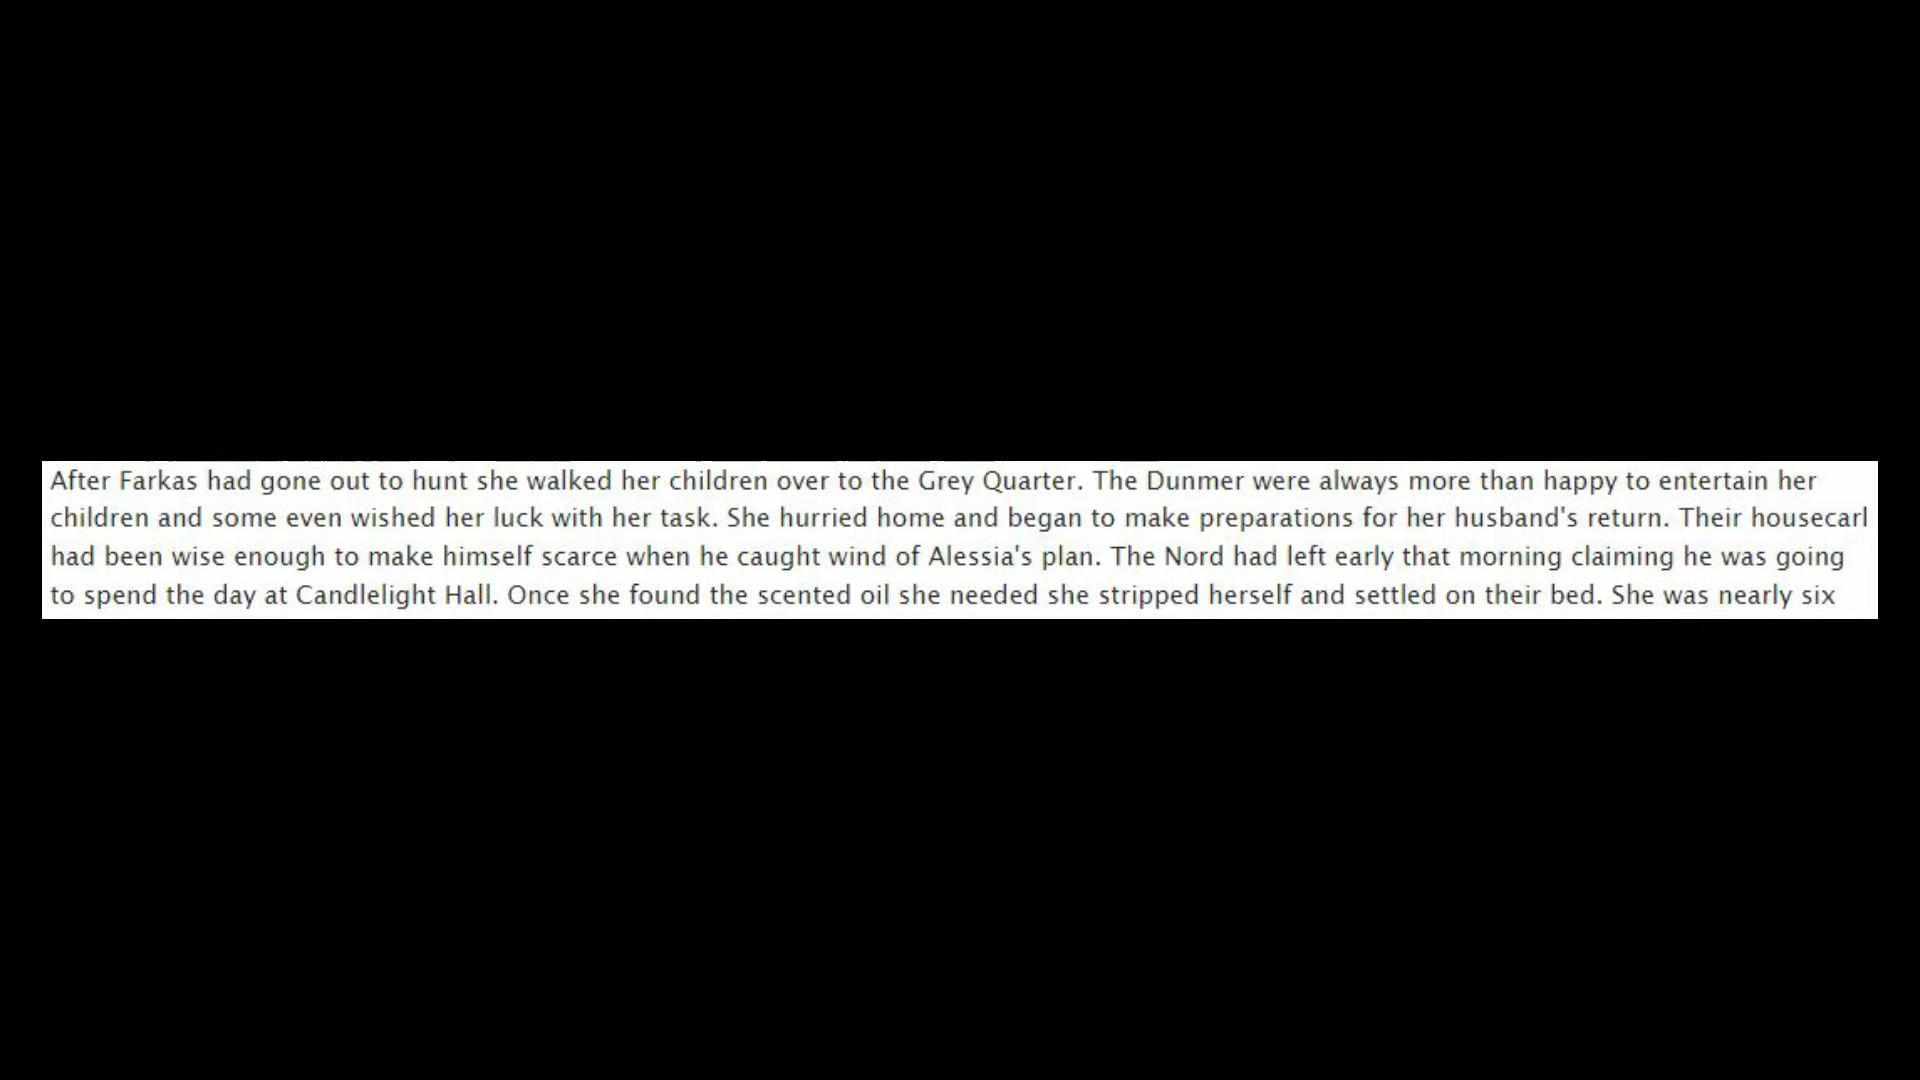 After Farkas had gone out to hunt she walked her children over to the Grey Quarter. The Dunmer were always more than happy to entertain her
children and some even wished her luck with her task. She hurried home and began to make preparations for her husband's return. Their housecarl
had been wise enough to make himself scarce when he caught wind of Alessia's plan. The Nord had left early that morning claiming he was going
to spend the day at Candlelight Hall. Once she found the scented oil she needed she stripped herself and settled on their bed. She was nearly six